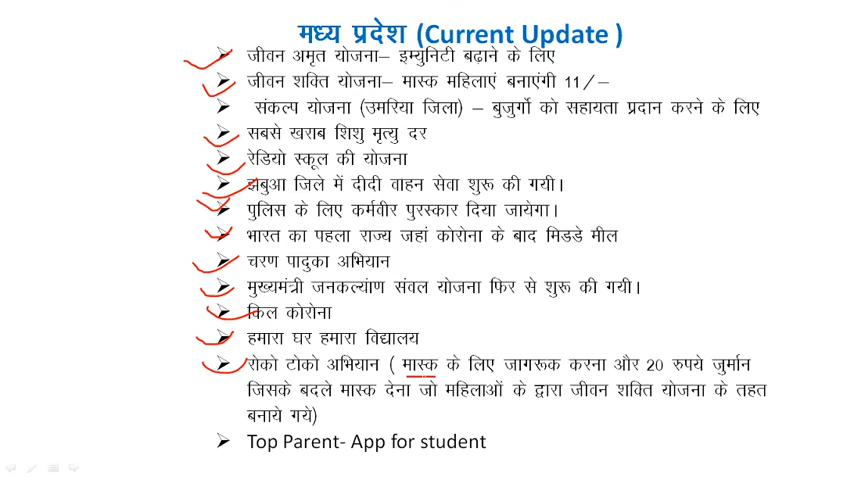 मध्य प्रदेश (Current Update )
➢ जीवन अमृत योजना– इम्युनिटी बढ़ाने के लिए
➢ जीवन शक्ति योजना– मास्क महिलाएं बनाएंगी 11/–
➢ संकल्प योजना (उमरिया जिला) – बुजुर्गो को सहायता प्रदान करने के लिए
➢ सबसे खराब शिशु मृत्यु दर
➢ रेडियो स्कूल की योजना
➢ झबुआ जिले में दीदी वाहन सेवा शुरू की गयी।
➢ पुलिस के लिए कर्मवीर पुरस्कार दिया जायेगा।
➢ भारत का पहला राज्य जहां कोरोना के बाद मिडडे मील
➢ चरण पादुका अभियान
➢ मुख्यमंत्री जनकल्यांण संवल योजना फिर से शुरू की गयी।
➢ किल कोरोना
➢ हमारा घर हमारा विद्यालय
➢ रोको टोको अभियान ( मास्क के लिए जागरूक करना और 20 रुपये जुर्मान
जिसके बदले मास्क देना जो महिलाओं के द्वारा जीवन शक्ति योजना के तहत
बनाये गये)
➢ Top Parent- App for student